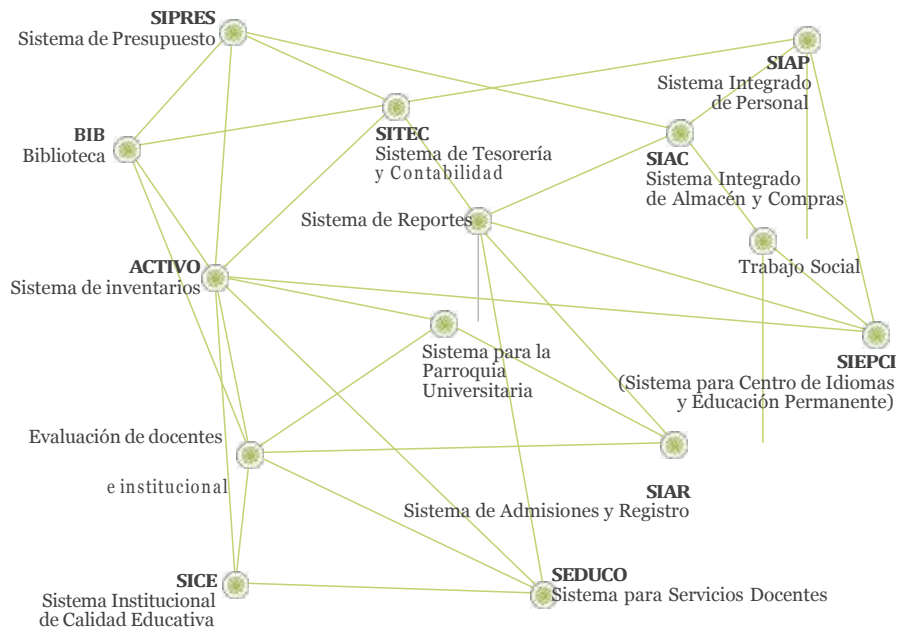 SIPRES
Sistema de Presupuesto
SIAP
Sistema Integrado
de Personal
BIB
Biblioteca
SITEC
Sistema de Tesorería
y Contabilidad
SIAC
Sistema Integrado
de Almacén y Compras
Sistema de Reportes
ACTIVO
Sistema de inventarios
Trabajo Social
Sistema para la
Parroquia
Universitaria
SIEPCI
(Sistema para Centro de Idiomas
y Educación Permanente)
Evaluación de docentes
e institucional
SIAR
Sistema de Admisiones y Registro
SICE
Sistema Institucional
de Calidad Educativa
SEDUCO
Sistema para Servicios Docentes